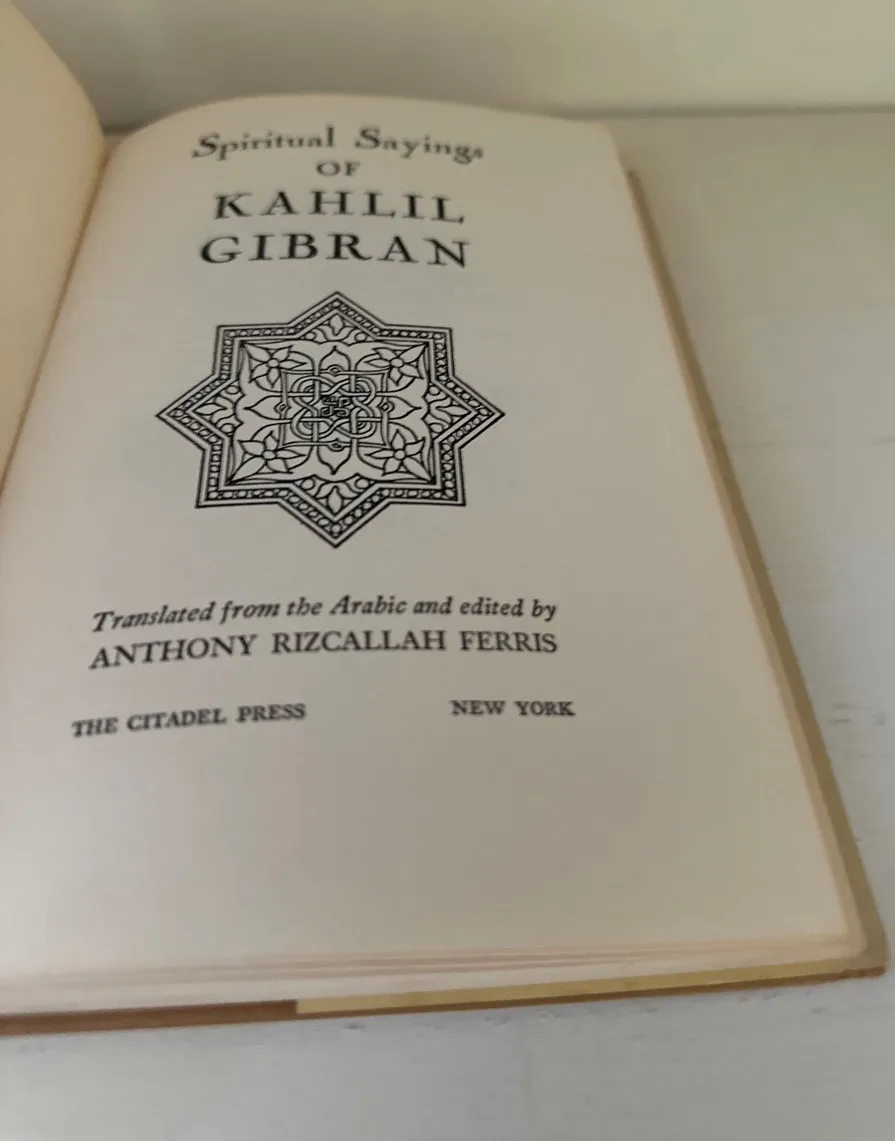 Spiritual Sayings
OF
KAHLIL
GIBRAN
Translated from the Arabic and edited by
ANTHONY RIZCALLAH FERRIS
THE CITADEL PRESS NEW YORK